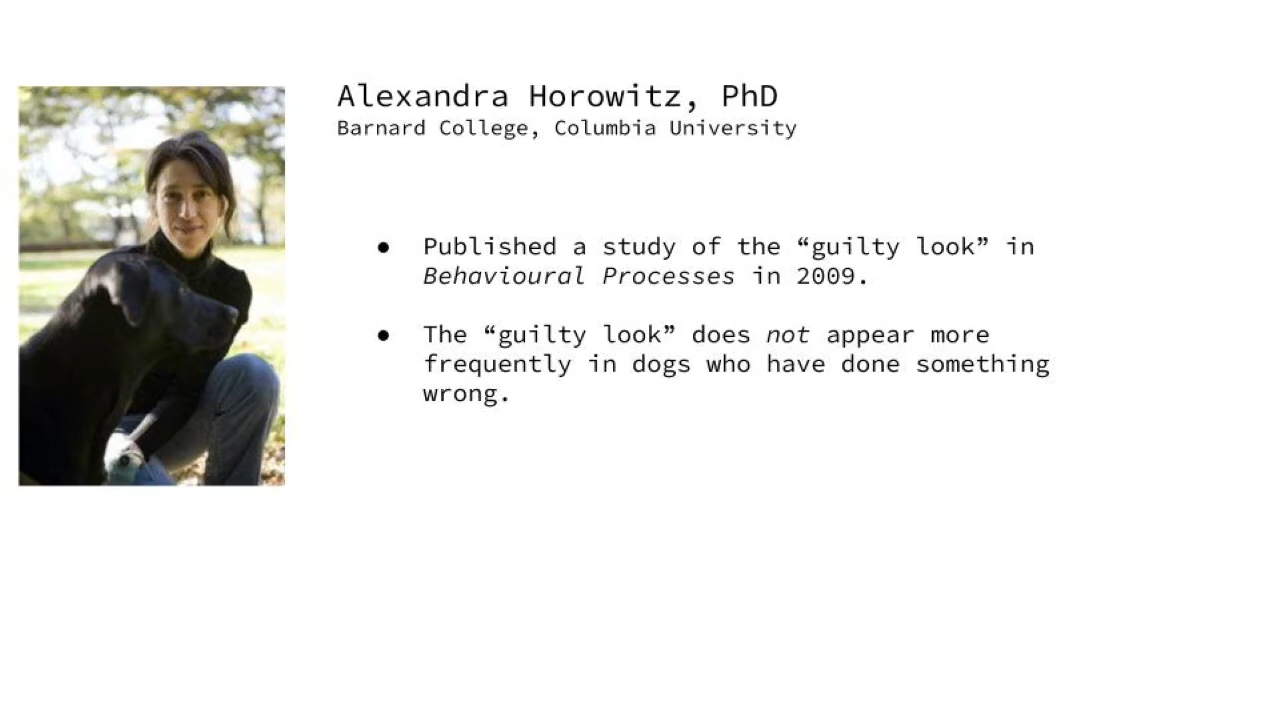 Alexandra Horowitz, PhD
Barnard College, Columbia University
● Published a study of the “guilty look” in
Behavioural Processes in 2009.
● The “guilty look” does not appear more
frequently in dogs who have done something
wrong.